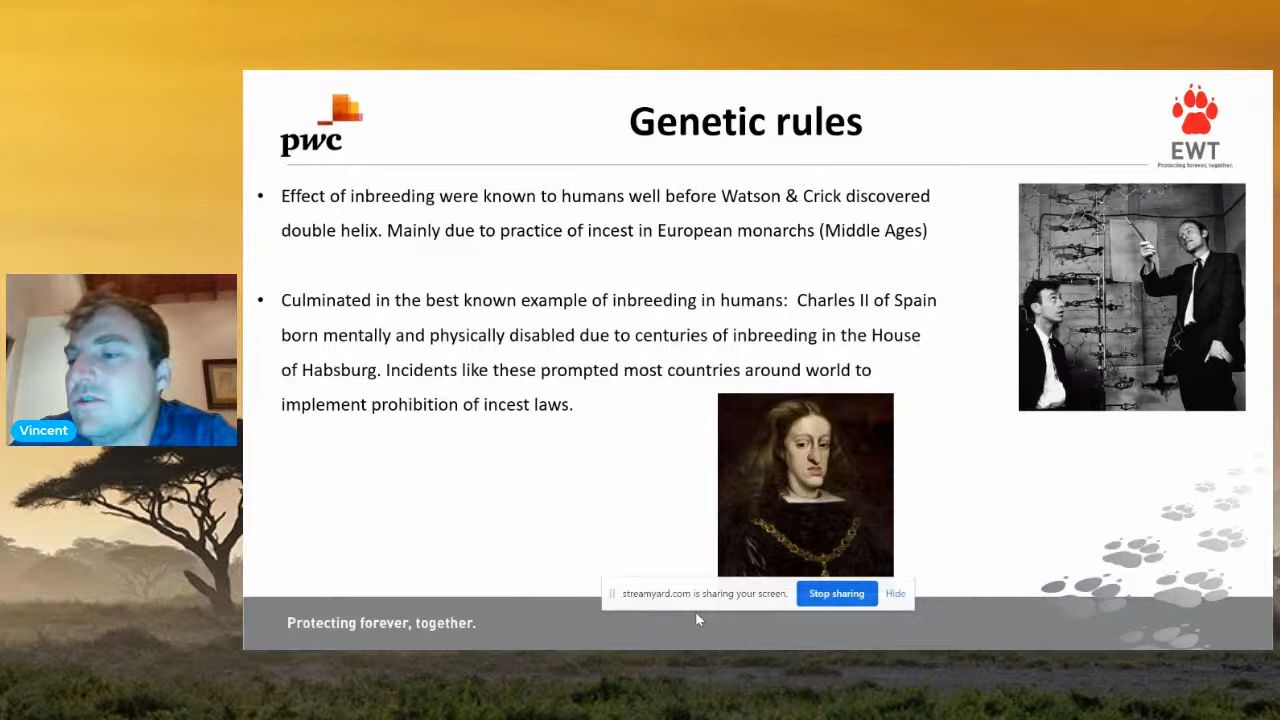 pwc
Genetic rules
EWT
Protecting forever, together.
• Effect of inbreeding were known to humans well before Watson & Crick discovered
double helix. Mainly due to practice of incest in European monarchs (Middle Ages)
• Culminated in the best known example of inbreeding in humans: Charles II of Spain
born mentally and physically disabled due to centuries of inbreeding in the House
of Habsburg. Incidents like these prompted most countries around world to
implement prohibition of incest laws.
Vincent
streamyard.com is sharing your screen. Stop sharing Hide
Protecting forever, together.